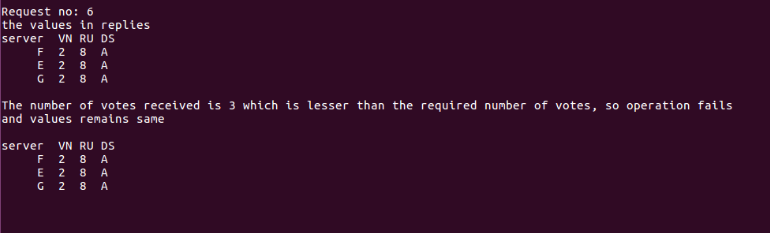 Request no: 6
the values in replies
server  VN RU DS
     F  2  8  A
     E  2  8  A
     G  2  8  A
The number of votes received is 3 which is lesser than the required number of votes, so operation fails
and values remains same
server  VN RU DS
     F  2  8  A
     E  2  8  A
     G  2  8  A